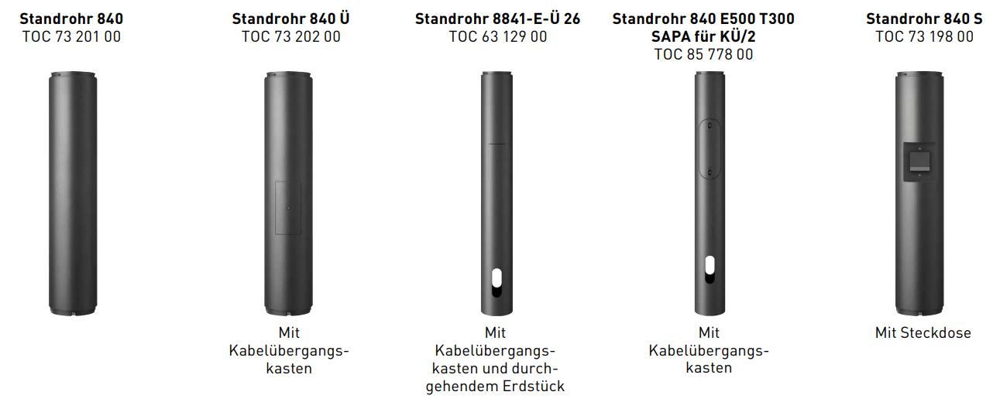 Standrohr 840
TOC 73 201 00
Standrohr 840 Ü
TOC 73 202 00
Mit
Kabelübergangs-
kasten
Standrohr 8841-E-Ü 26
TOC 63 129 00
Mit
Kabelübergangs-
kasten und durch-
gehendem Erdstück
Standrohr 840 E500 T300
SAPA für KÜ/2
TOC 85 778 00
Mit
Kabelübergangs-
kasten
Standrohr 840 S
TOC 73 198 00
Mit Steckdose